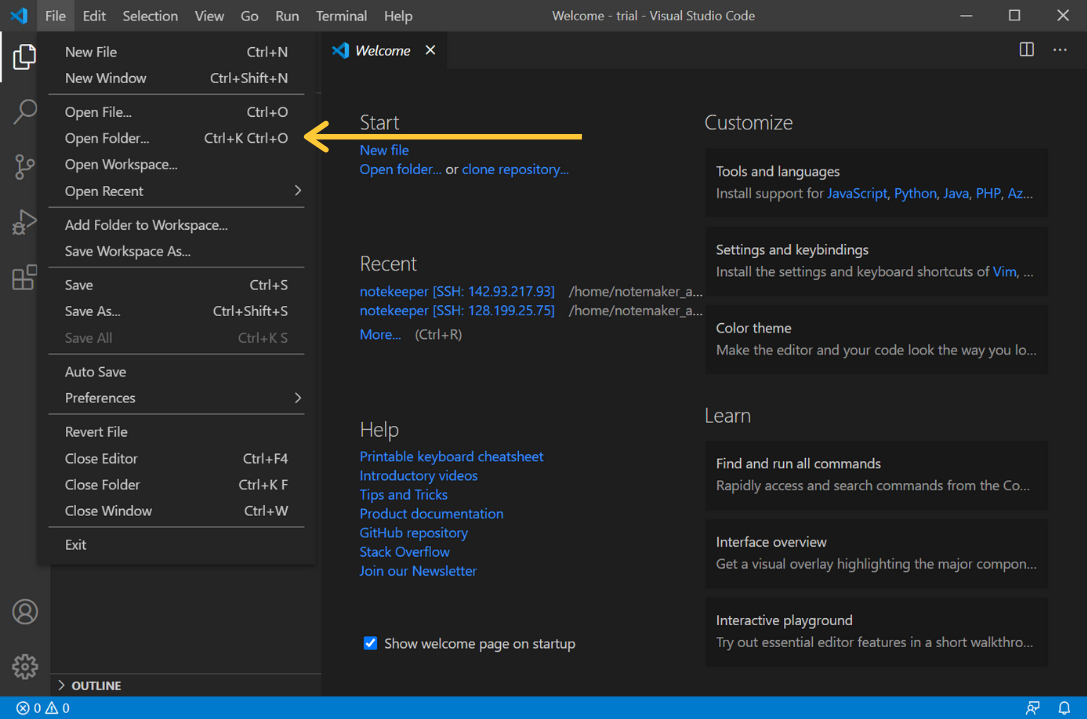 File Edit Selection View Go Run Terminal Help
Welcome - trial - Visual Studio Code
New File Ctrl+N
New Window Ctrl+Shift+N
Open File... Ctrl+O
Open Folder... Ctrl+K Ctrl+O
Open Workspace...
Open Recent
Add Folder to Workspace...
Save Workspace As...
Save Ctrl+S
Save As... Ctrl+Shift+S
Save All Ctrl+K S
Auto Save
Preferences
Revert File
Close Editor Ctrl+F4
Close Folder Ctrl+K F
Close Window Ctrl+W
Exit
OUTLINE
Welcome
Start
New file
Open folder... or clone repository...
Recent
notekeeper [SSH: 142.93.217.93] /home/notemaker_a...
notekeeper [SSH: 128.199.25.75] /home/notemaker_a...
More... (Ctrl+R)
Help
Printable keyboard cheatsheet
Introductory videos
Tips and Tricks
Product documentation
GitHub repository
Stack Overflow
Join our Newsletter
Show welcome page on startup
Customize
Tools and languages
Install support for JavaScript, Python, Java, PHP, Az...
Settings and keybindings
Install the settings and keyboard shortcuts of Vim, ...
Color theme
Make the editor and your code look the way you lo...
Learn
Find and run all commands
Rapidly access and search commands from the Co...
Interface overview
Get a visual overlay highlighting the major compon...
Interactive playground
Try out essential editor features in a short walkthro...
0 0